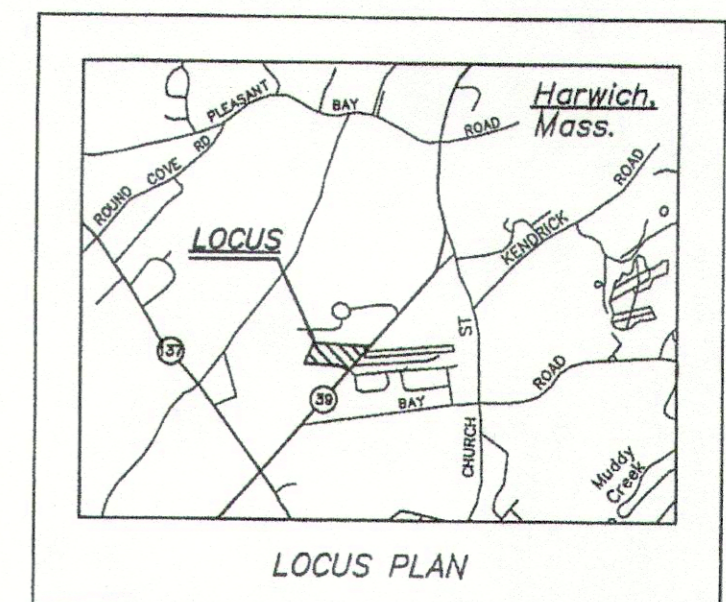 Harwich,
Mass.
PLEASANT BAY ROAD
ROUND COVE RD
KENDRICK ROAD
LOCUS
137
39
BAY ROAD
CHURCH ST
Muddy
Creek
LOCUS PLAN